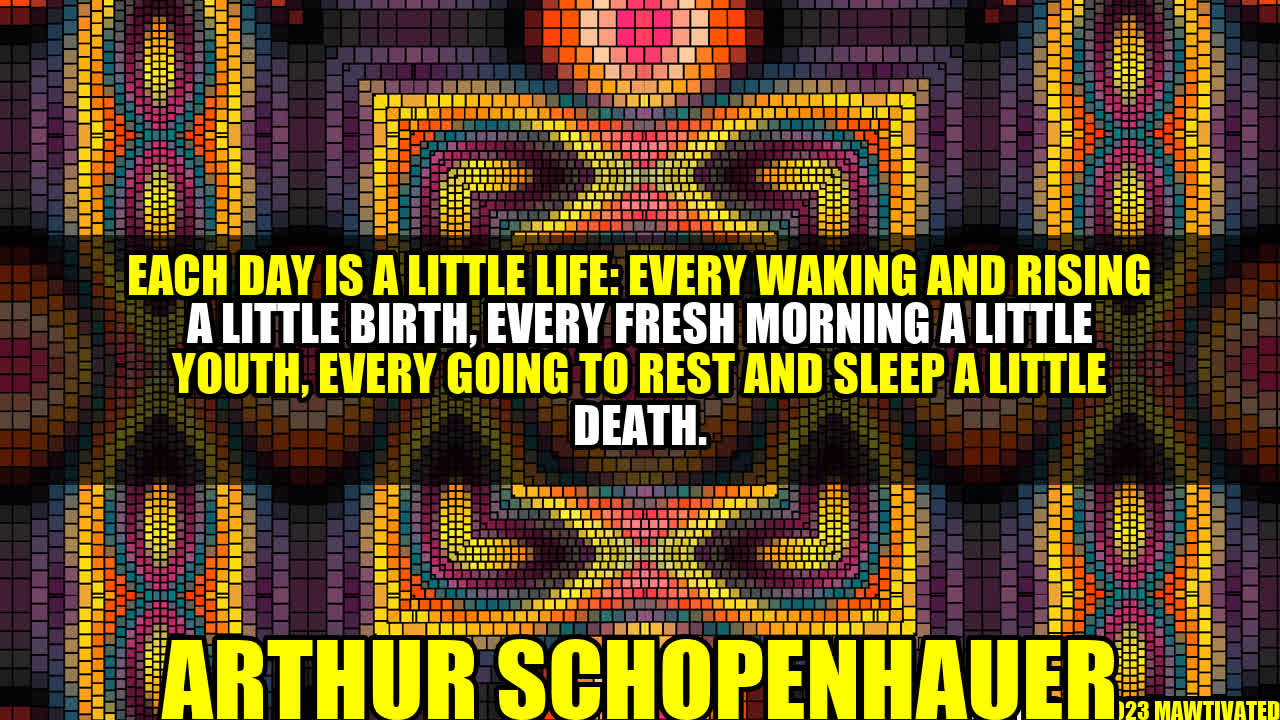 EACH DAY IS A LITTLE LIFE: EVERY WAKING AND RISING
A LITTLE BIRTH, EVERY FRESH MORNING A LITTLE
YOUTH, EVERY GOING TO REST AND SLEEP A LITTLE
DEATH.
ARTHUR SCHOPENHAUER
23 MAWTIVATED